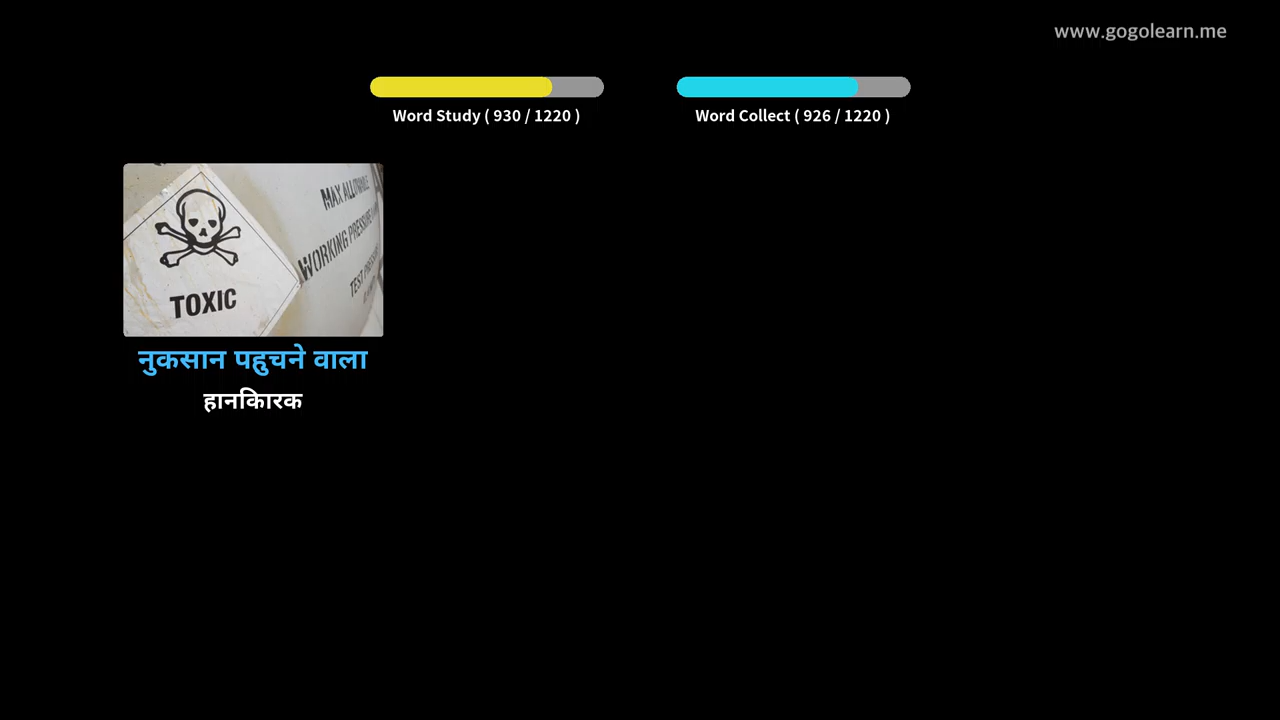 www.gogolearn.me
Word Study ( 930 / 1220 )
Word Collect ( 926 / 1220 )
MAX ALLOWABLE
WORKING PRESSURE
TOXIC
TEST
नुकसान पहुचने वाला
हानिकारक